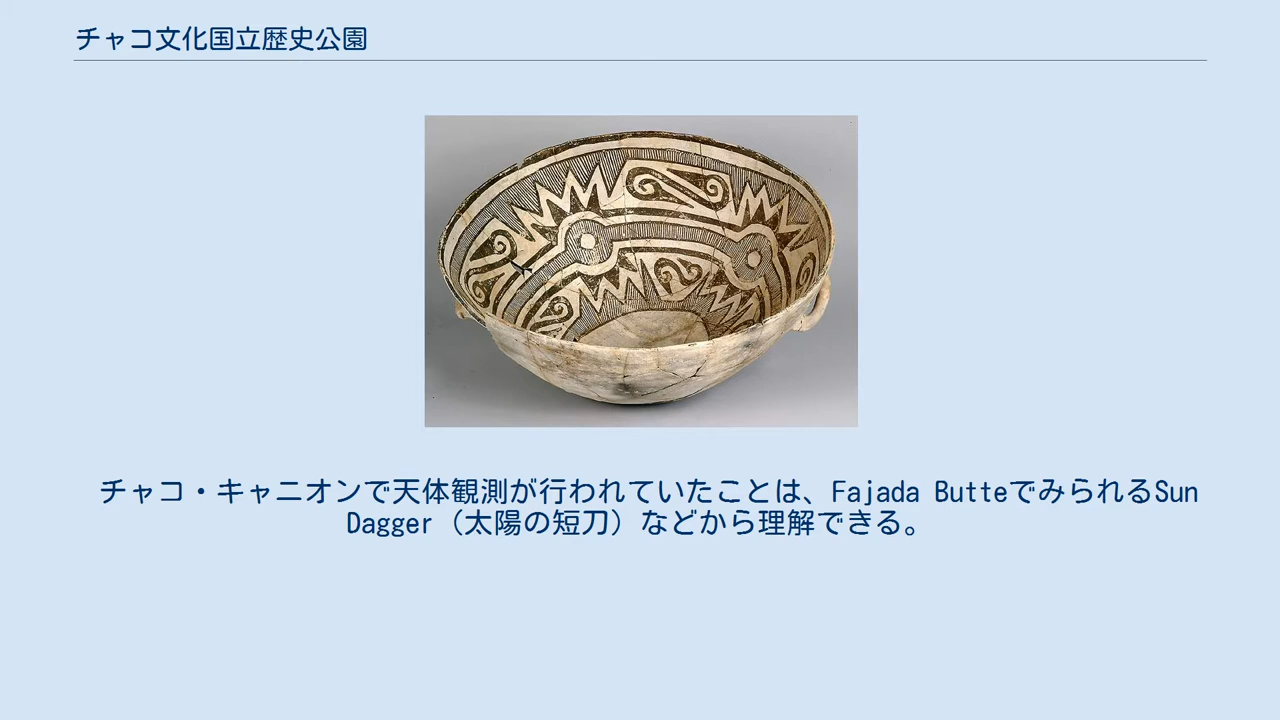 チャコ文化国立歴史公園
チャコ・キャニオンで天体観測が行われていたことは、Fajada ButteでみられるSun
Dagger（太陽の短刀）などから理解できる。